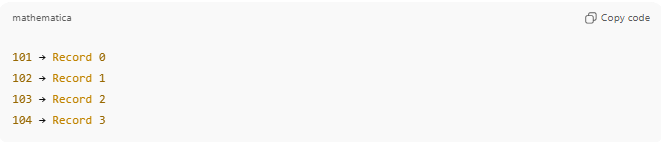 mathematica
Copy code
101 → Record 0
102 → Record 1
103 → Record 2
104 → Record 3